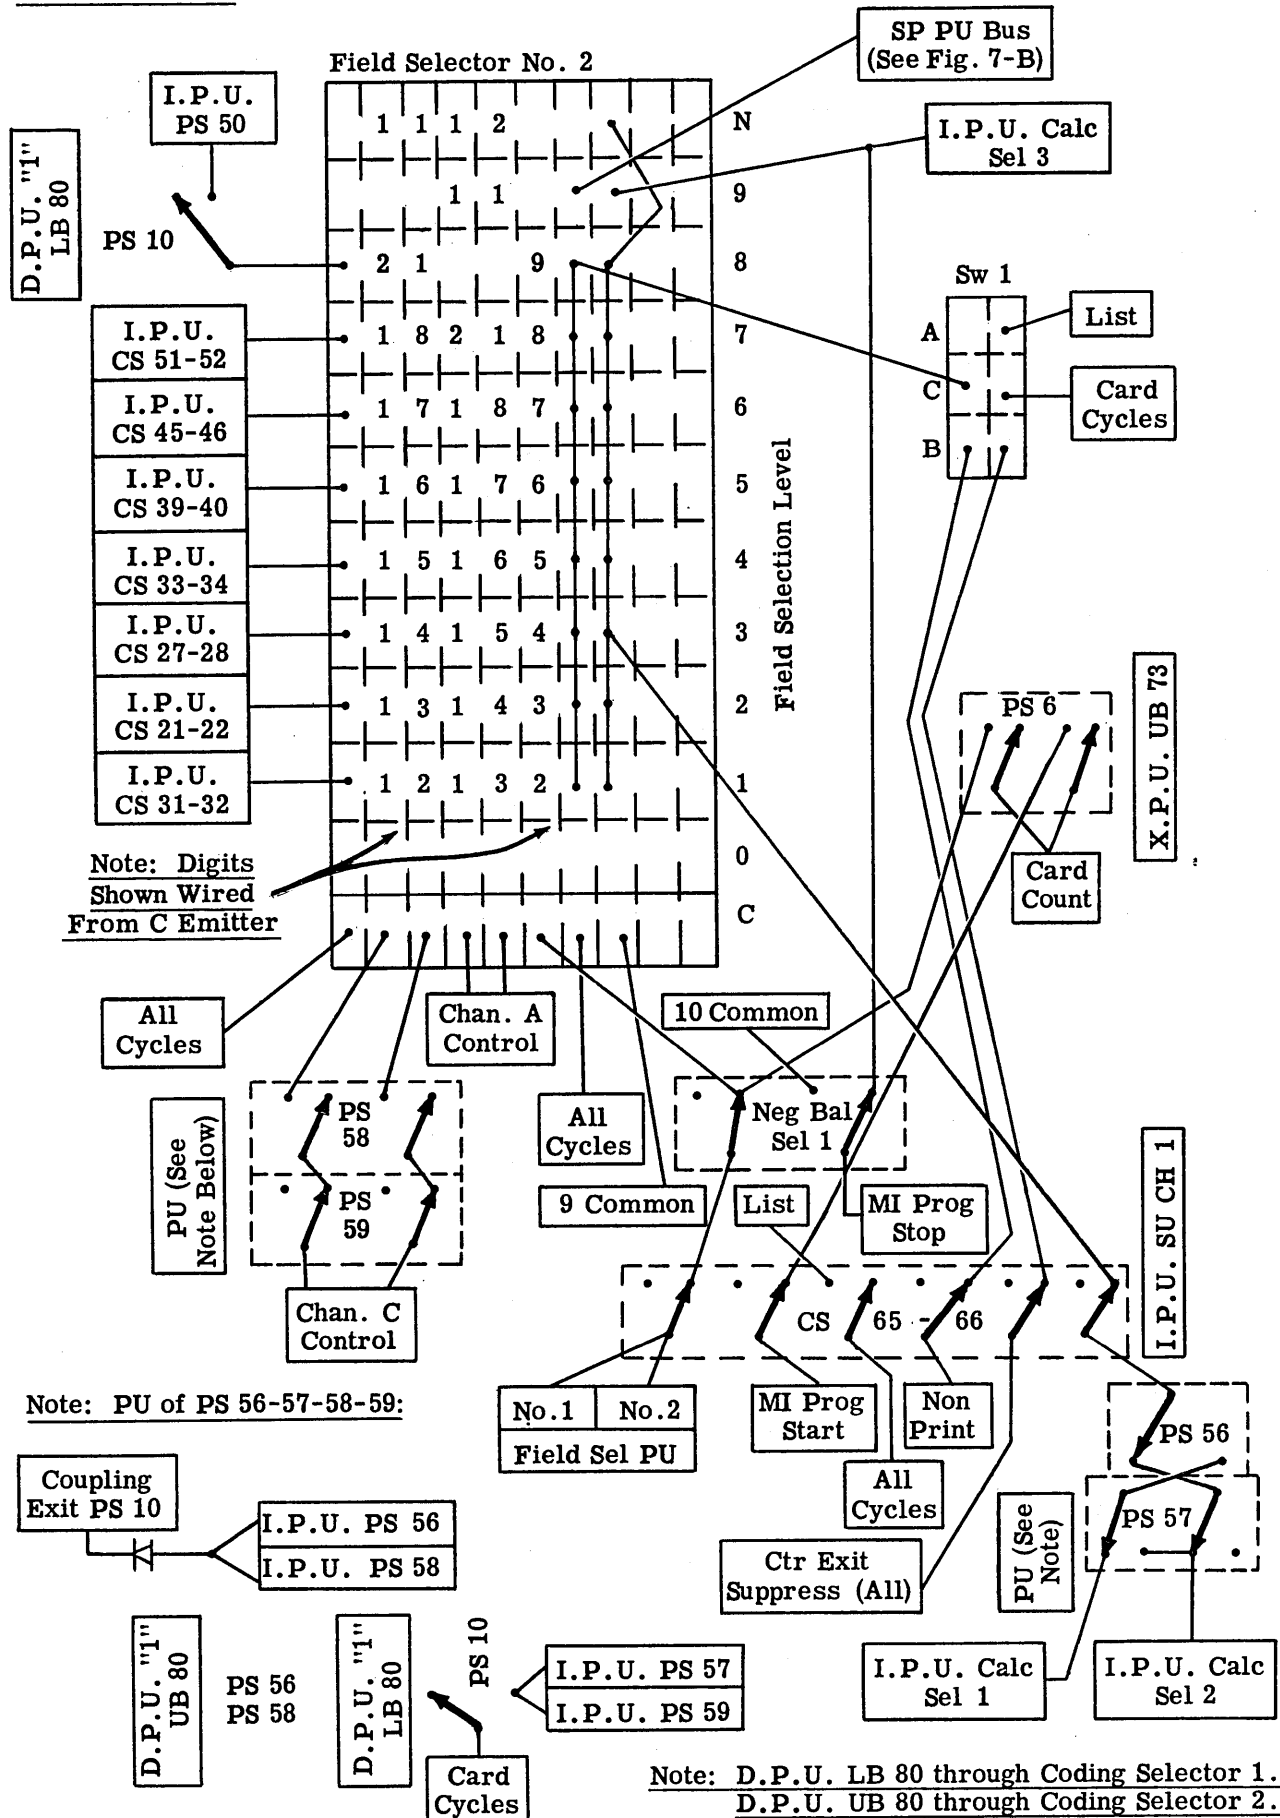 SP PU Bus
(See Fig. 7-B)
Field Selector No. 2
I.P.U.
PS 50
D.P.U. "1"
LB 80
PS 10
1 1 1 2 N
I.P.U. Calc
Sel 3
1 1 9
2 1 9 8
Sw 1
A
List
C
Card
Cycles
B
I.P.U.
CS 51-52
1 8 2 1 8 7
I.P.U.
CS 45-46
1 7 1 8 7 6
I.P.U.
CS 39-40
1 6 1 7 6 5
I.P.U.
CS 33-34
1 5 1 6 5 4
I.P.U.
CS 27-28
1 4 1 5 4 3
I.P.U.
CS 21-22
1 3 1 4 3 2
I.P.U.
CS 31-32
1 2 1 3 2 1
0
C
Field Selection Level
PS 6
X.P.U. UB 73
Card
Count
Note: Digits
Shown Wired
From C Emitter
All
Cycles
Chan. A
Control
10 Common
PU (See
Note Below)
PS
58
PS
59
All
Cycles
Neg Bal
Sel 1
9 Common
List
MI Prog
Stop
I.P.U. SU CH 1
Chan. C
Control
CS 65 - 66
Note: PU of PS 56-57-58-59:
No.1 No.2
Field Sel PU
MI Prog
Start
Non
Print
All
Cycles
PS 56
PS 57
PU (See
Note)
Coupling
Exit PS 10
I.P.U. PS 56
I.P.U. PS 58
Ctr Exit
Suppress (All)
D.P.U. "1"
UB 80
PS 56
PS 58
D.P.U. "1"
LB 80
PS 10
I.P.U. PS 57
I.P.U. PS 59
Card
Cycles
I.P.U. Calc
Sel 1
I.P.U. Calc
Sel 2
Note: D.P.U. LB 80 through Coding Selector 1.
D.P.U. UB 80 through Coding Selector 2.